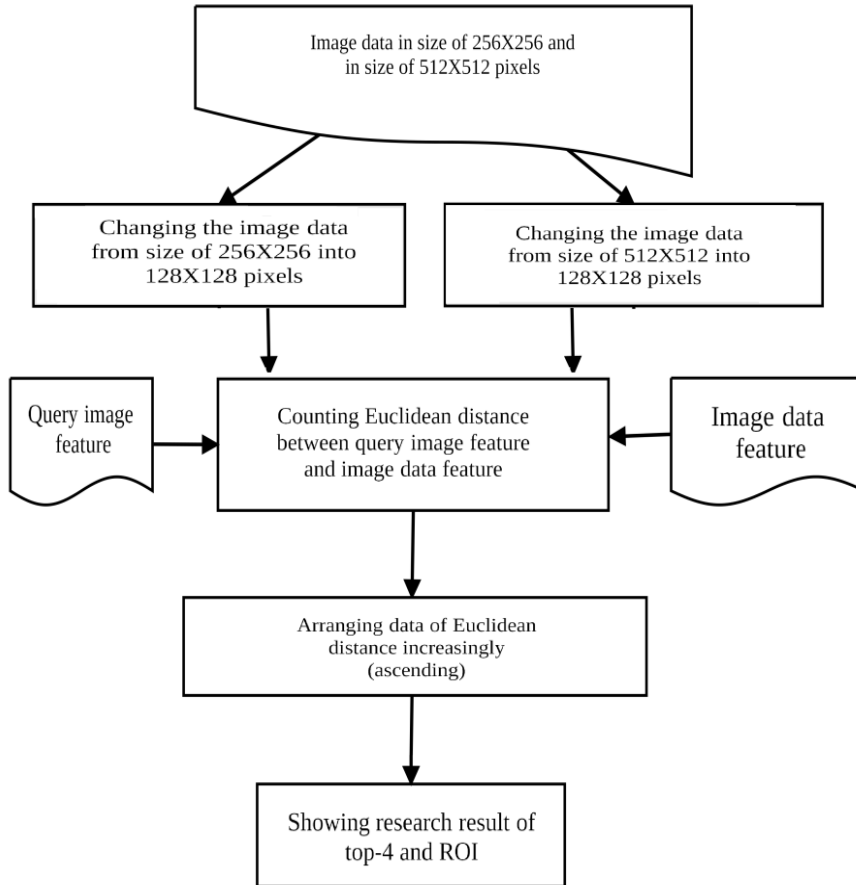 Image data in size of 256X256 and
in size of 512X512 pixels
Changing the image data
from size of 256X256 into
128X128 pixels
Changing the image data
from size of 512X512 into
128X128 pixels
Query image
feature
Counting Euclidean distance
between query image feature
and image data feature
Image data
feature
Arranging data of Euclidean
distance increasingly
(ascending)
Showing research result of
top-4 and ROI